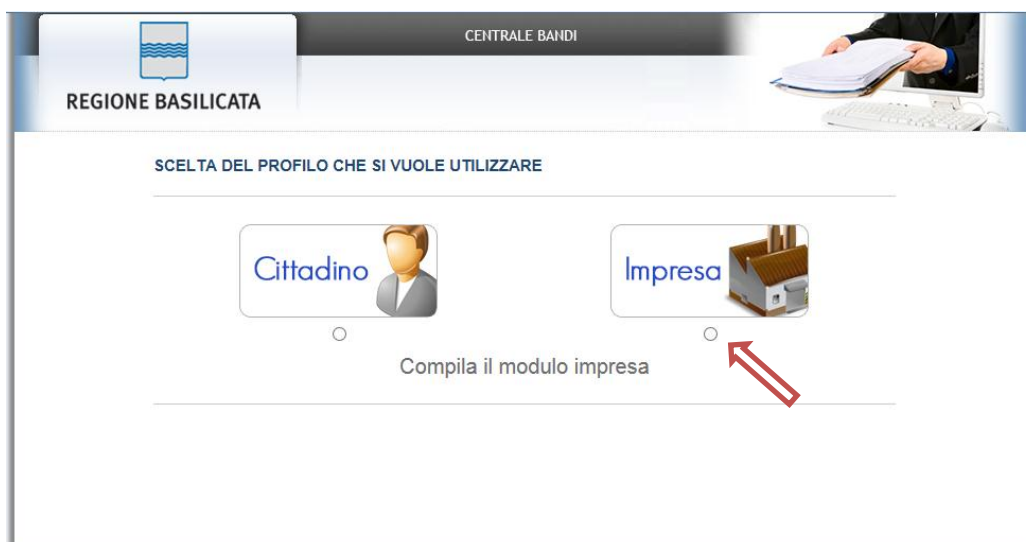 CENTRALE BANDI
REGIONE BASILICATA
SCELTA DEL PROFILO CHE SI VUOLE UTILIZZARE
Cittadino
Impresa
Compila il modulo impresa